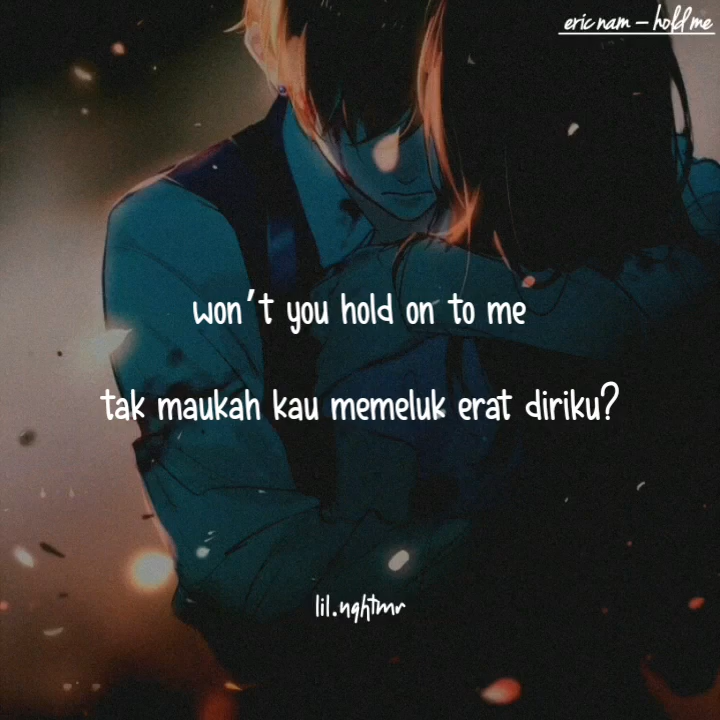 eric nam – hold me
won't you hold on to me
tak maukah kau memeluk erat diriku?
lil.nghtmr